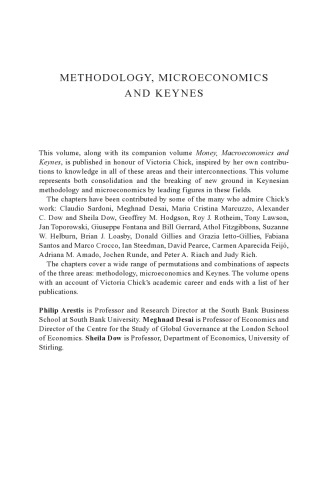 METHODOLOGY, MICROECONOMICS
AND KEYNES
This volume, along with its companion volume Money, Macroeconomics and
Keynes, is published in honour of Victoria Chick, inspired by her own contribu-
tions to knowledge in all of these areas and their interconnections. This volume
represents both consolidation and the breaking of new ground in Keynesian
methodology and microeconomics by leading figures in these fields.
The chapters have been contributed by some of the many who admire Chick's
work: Claudio Sardoni, Meghnad Desai, Maria Cristina Marcuzzo, Alexander
C. Dow and Sheila Dow, Geoffrey M. Hodgson, Roy J. Rotheim, Tony Lawson,
Jan Toporowski, Giuseppe Fontana and Bill Gerrard, Athol Fitzgibbons, Suzanne
W. Helburn, Brian J. Loasby, Donald Gillies and Grazia Ietto-Gillies, Fabiana
Santos and Marco Crocco, Ian Steedman, David Pearce, Carmen Aparecida Feijó,
Adriana M. Amado, Jochen Runde, and Peter A. Riach and Judy Rich.
The chapters cover a wide range of permutations and combinations of aspects
of the three areas: methodology, microeconomics and Keynes. The volume opens
with an account of Victoria Chick's academic career and ends with a list of her
publications.
Philip Arestis is Professor and Research Director at the South Bank Business
School at South Bank University. Meghnad Desai is Professor of Economics and
Director of the Centre for the Study of Global Governance at the London School
of Economics. Sheila Dow is Professor, Department of Economics, University of
Stirling.